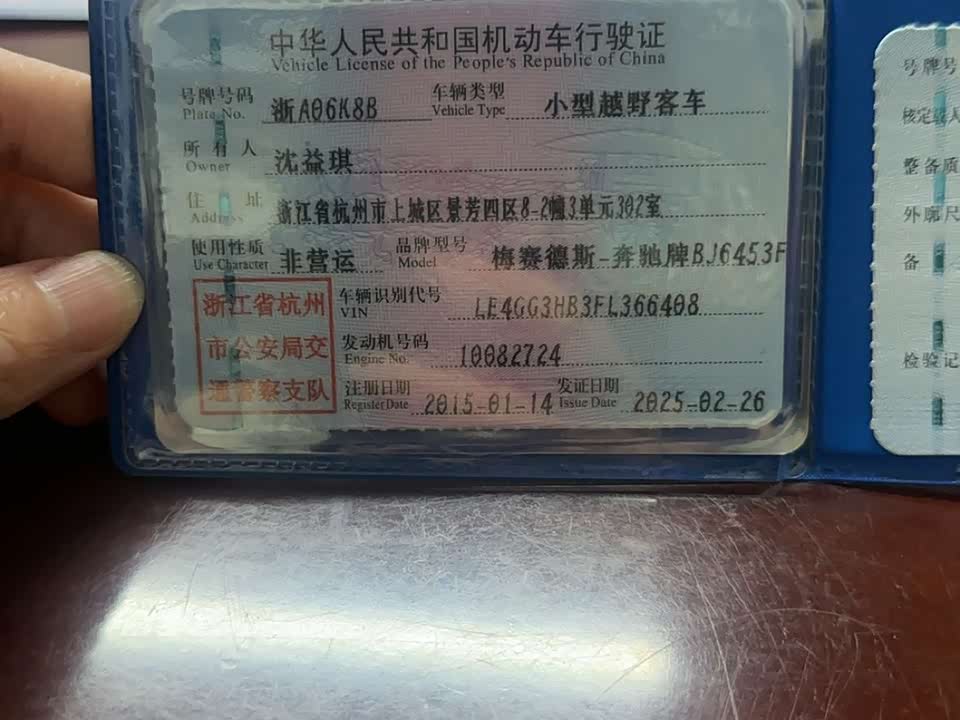 中华人民共和国机动车行驶证
Vehicle License of the People's Republic of China
号牌号码 Plate No. 浙A06K8B 车辆类型 Vehicle Type 小型越野客车
所有人 Owner 沈益琪
住址 Address 浙江省杭州市上城区景芳四区8-2幢3单元302室
使用性质 Use Character 非营运 品牌型号 Model 梅赛德斯-奔驰牌BJ6453F
浙江省杭州
市公安局交
通警察支队
车辆识别代号 VIN LE4GG3HB3FL366408
发动机号码 Engine No. 10082724
注册日期 Register Date 2015-01-14 发证日期 Issue Date 2025-02-26
号牌号
核定载人
整备质
外廓尺
备
检验记